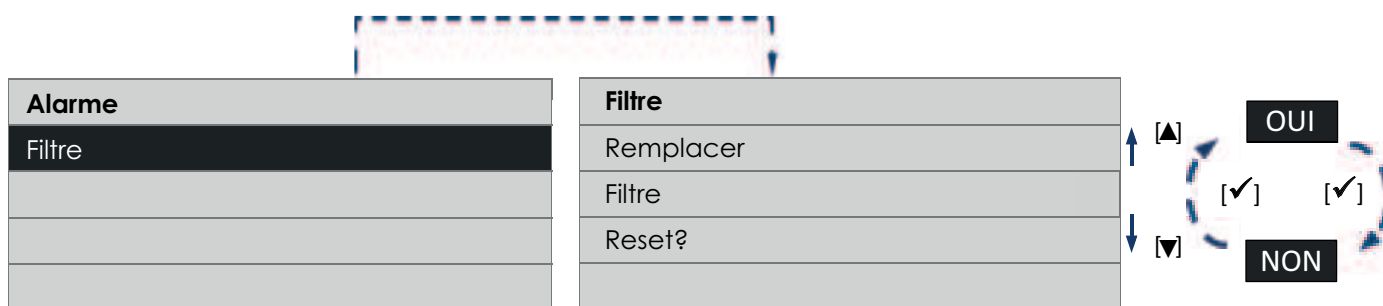 Alarme
Filtre
Filtre
Remplacer
Filtre
Reset?
[▲]
[▼]
OUI
[✓] [✓]
NON